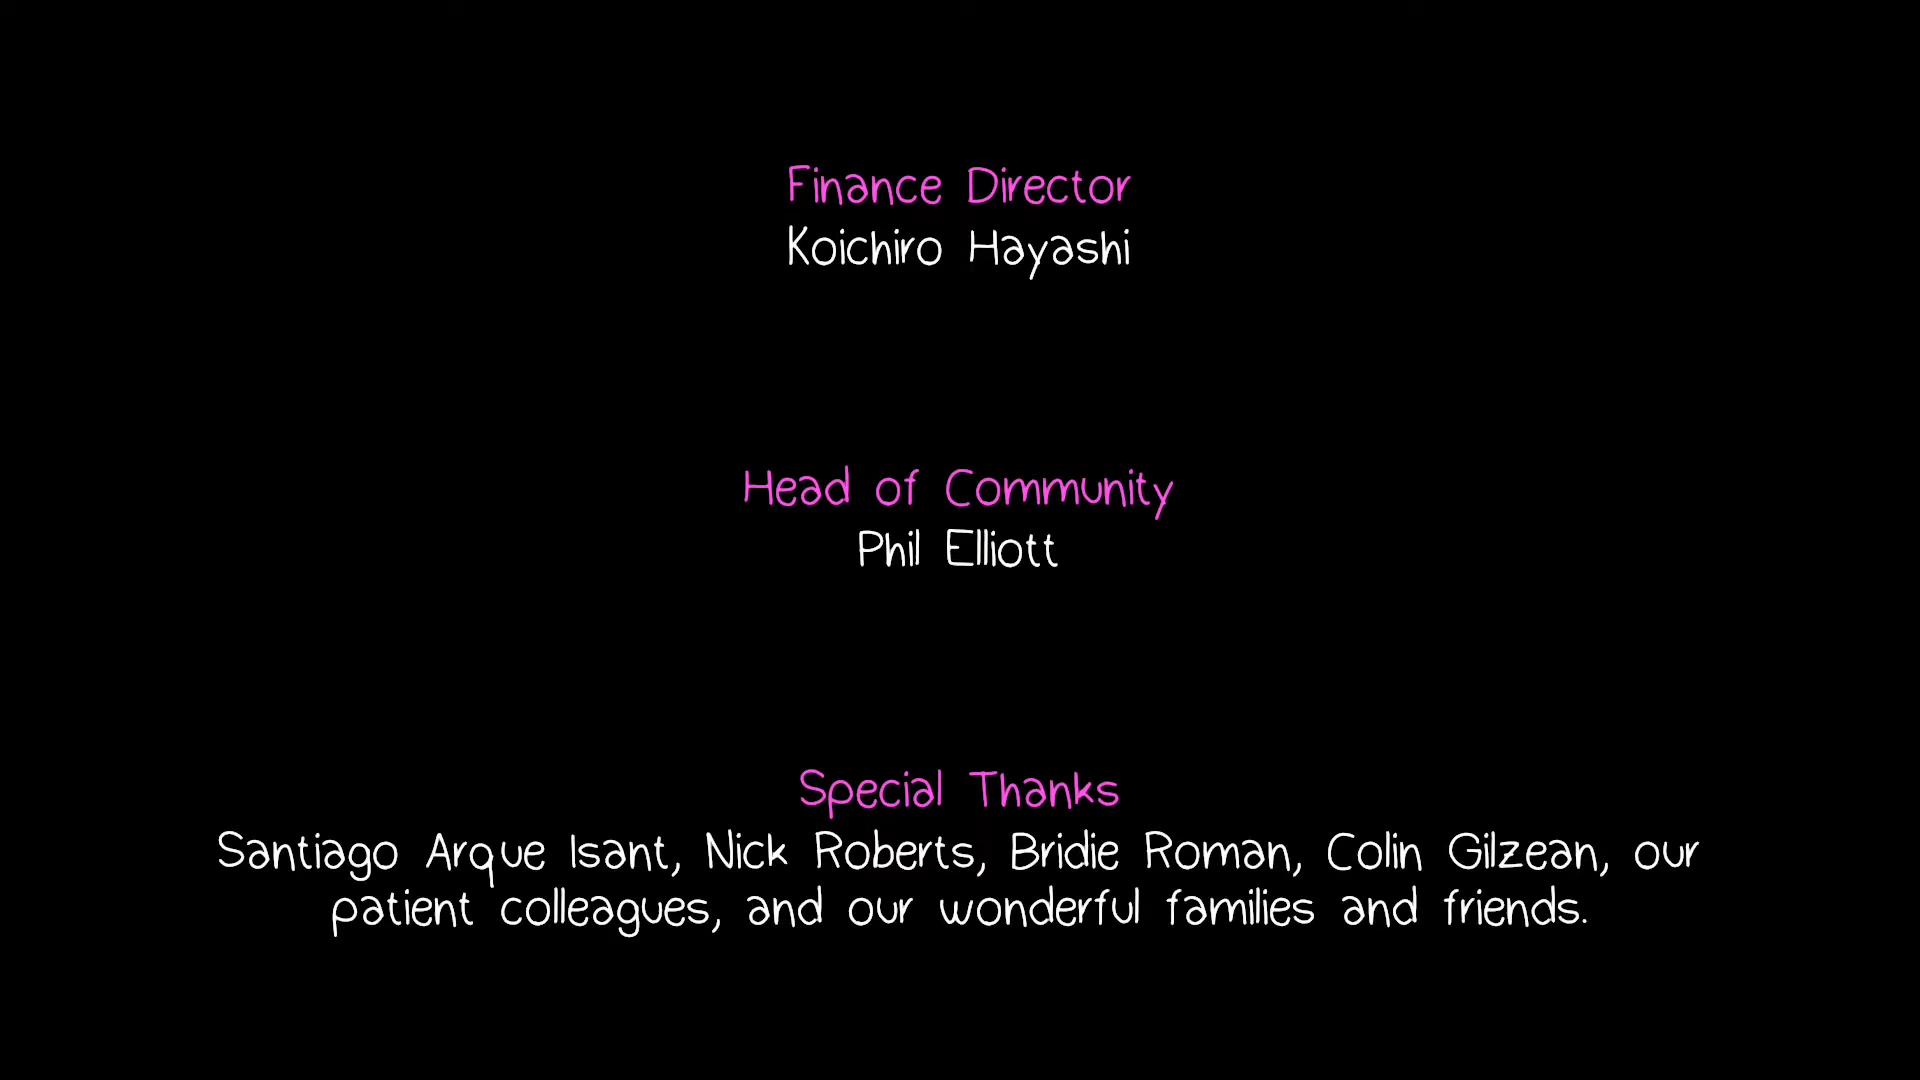 Finance Director
Koichiro Hayashi
Head of Community
Phil Elliott
Special Thanks
Santiago Arque Isant, Nick Roberts, Bridie Roman, Colin Gilzean, our
patient colleagues, and our wonderful families and friends.